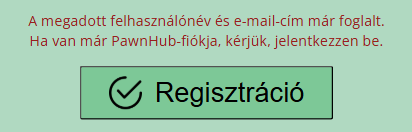 A megadott felhasználónév és e-mail-cím már foglalt.
Ha van már PawnHub-fiókja, kérjük, jelentkezzen be.
Regisztráció